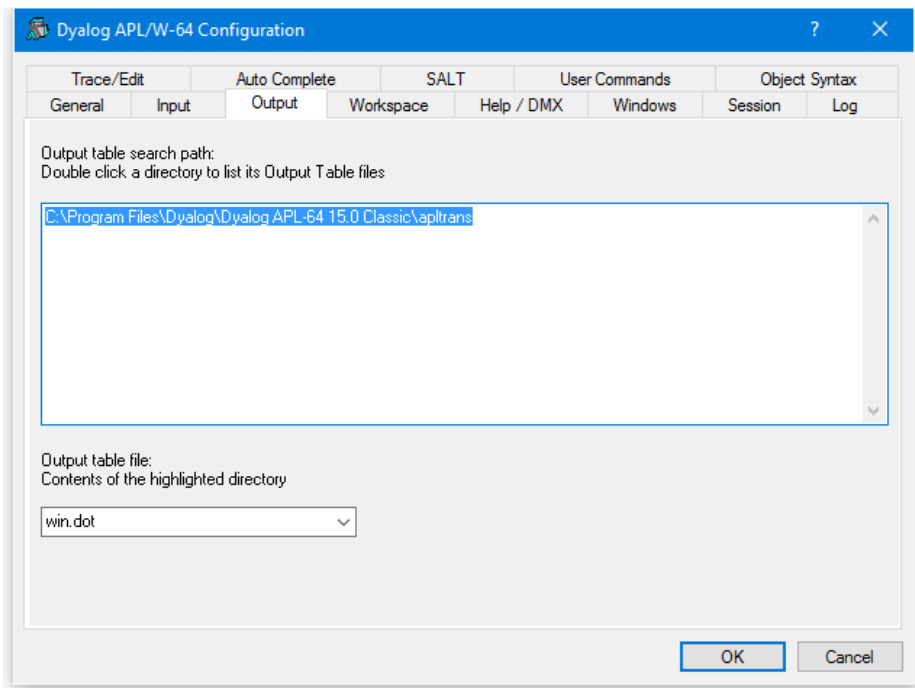 Dyalog APL/W-64 Configuration ? ×
Trace/Edit Auto Complete SALT User Commands Object Syntax
General Input Output Workspace Help / DMX Windows Session Log
Output table search path:
Double click a directory to list its Output Table files
C:\Program Files\Dyalog\Dyalog APL-64 15.0 Classic\apltrans
Output table file:
Contents of the highlighted directory
win.dot
OK Cancel